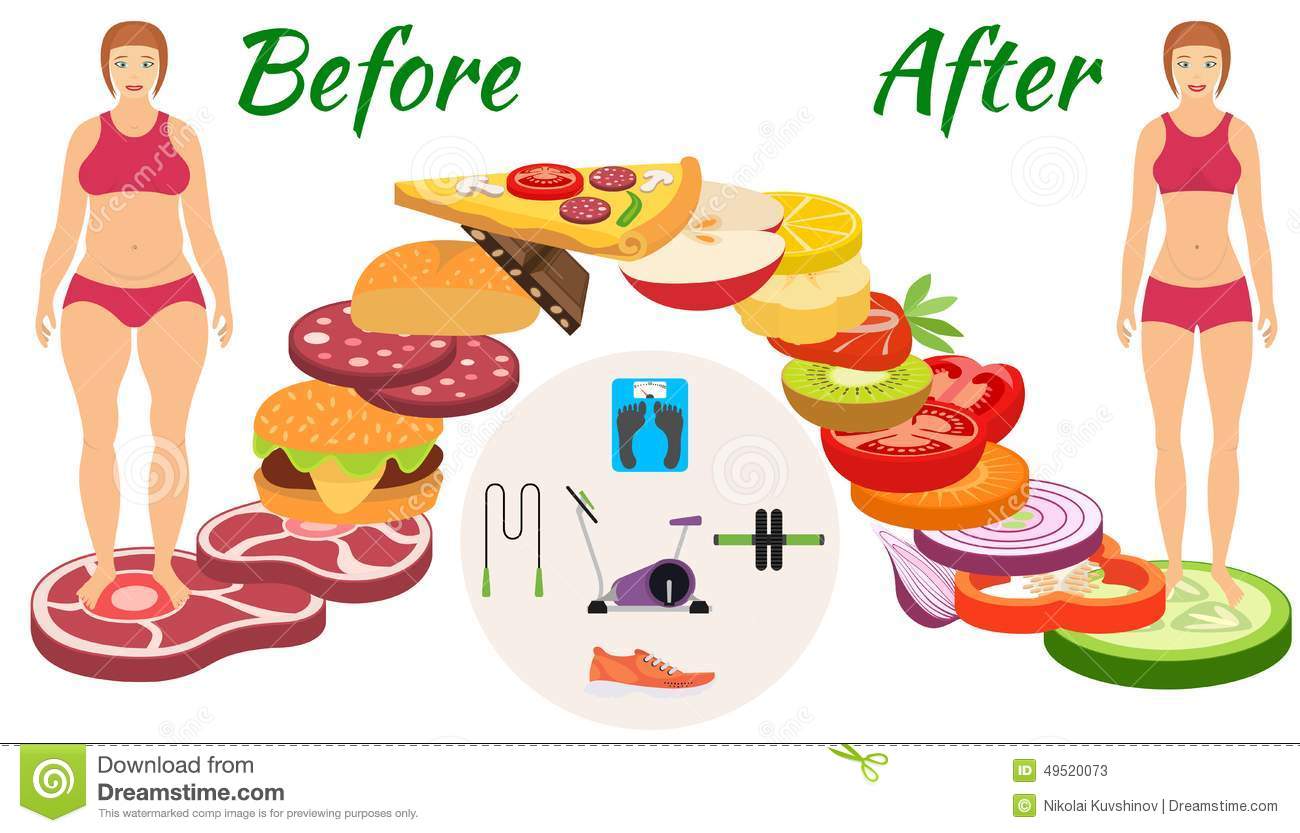 Before
After
Download from
Dreamstime.com
This watermarked comp image is for previewing purposes only.
ID 49520073
© Nikolai Kuvshinov | Dreamstime.com